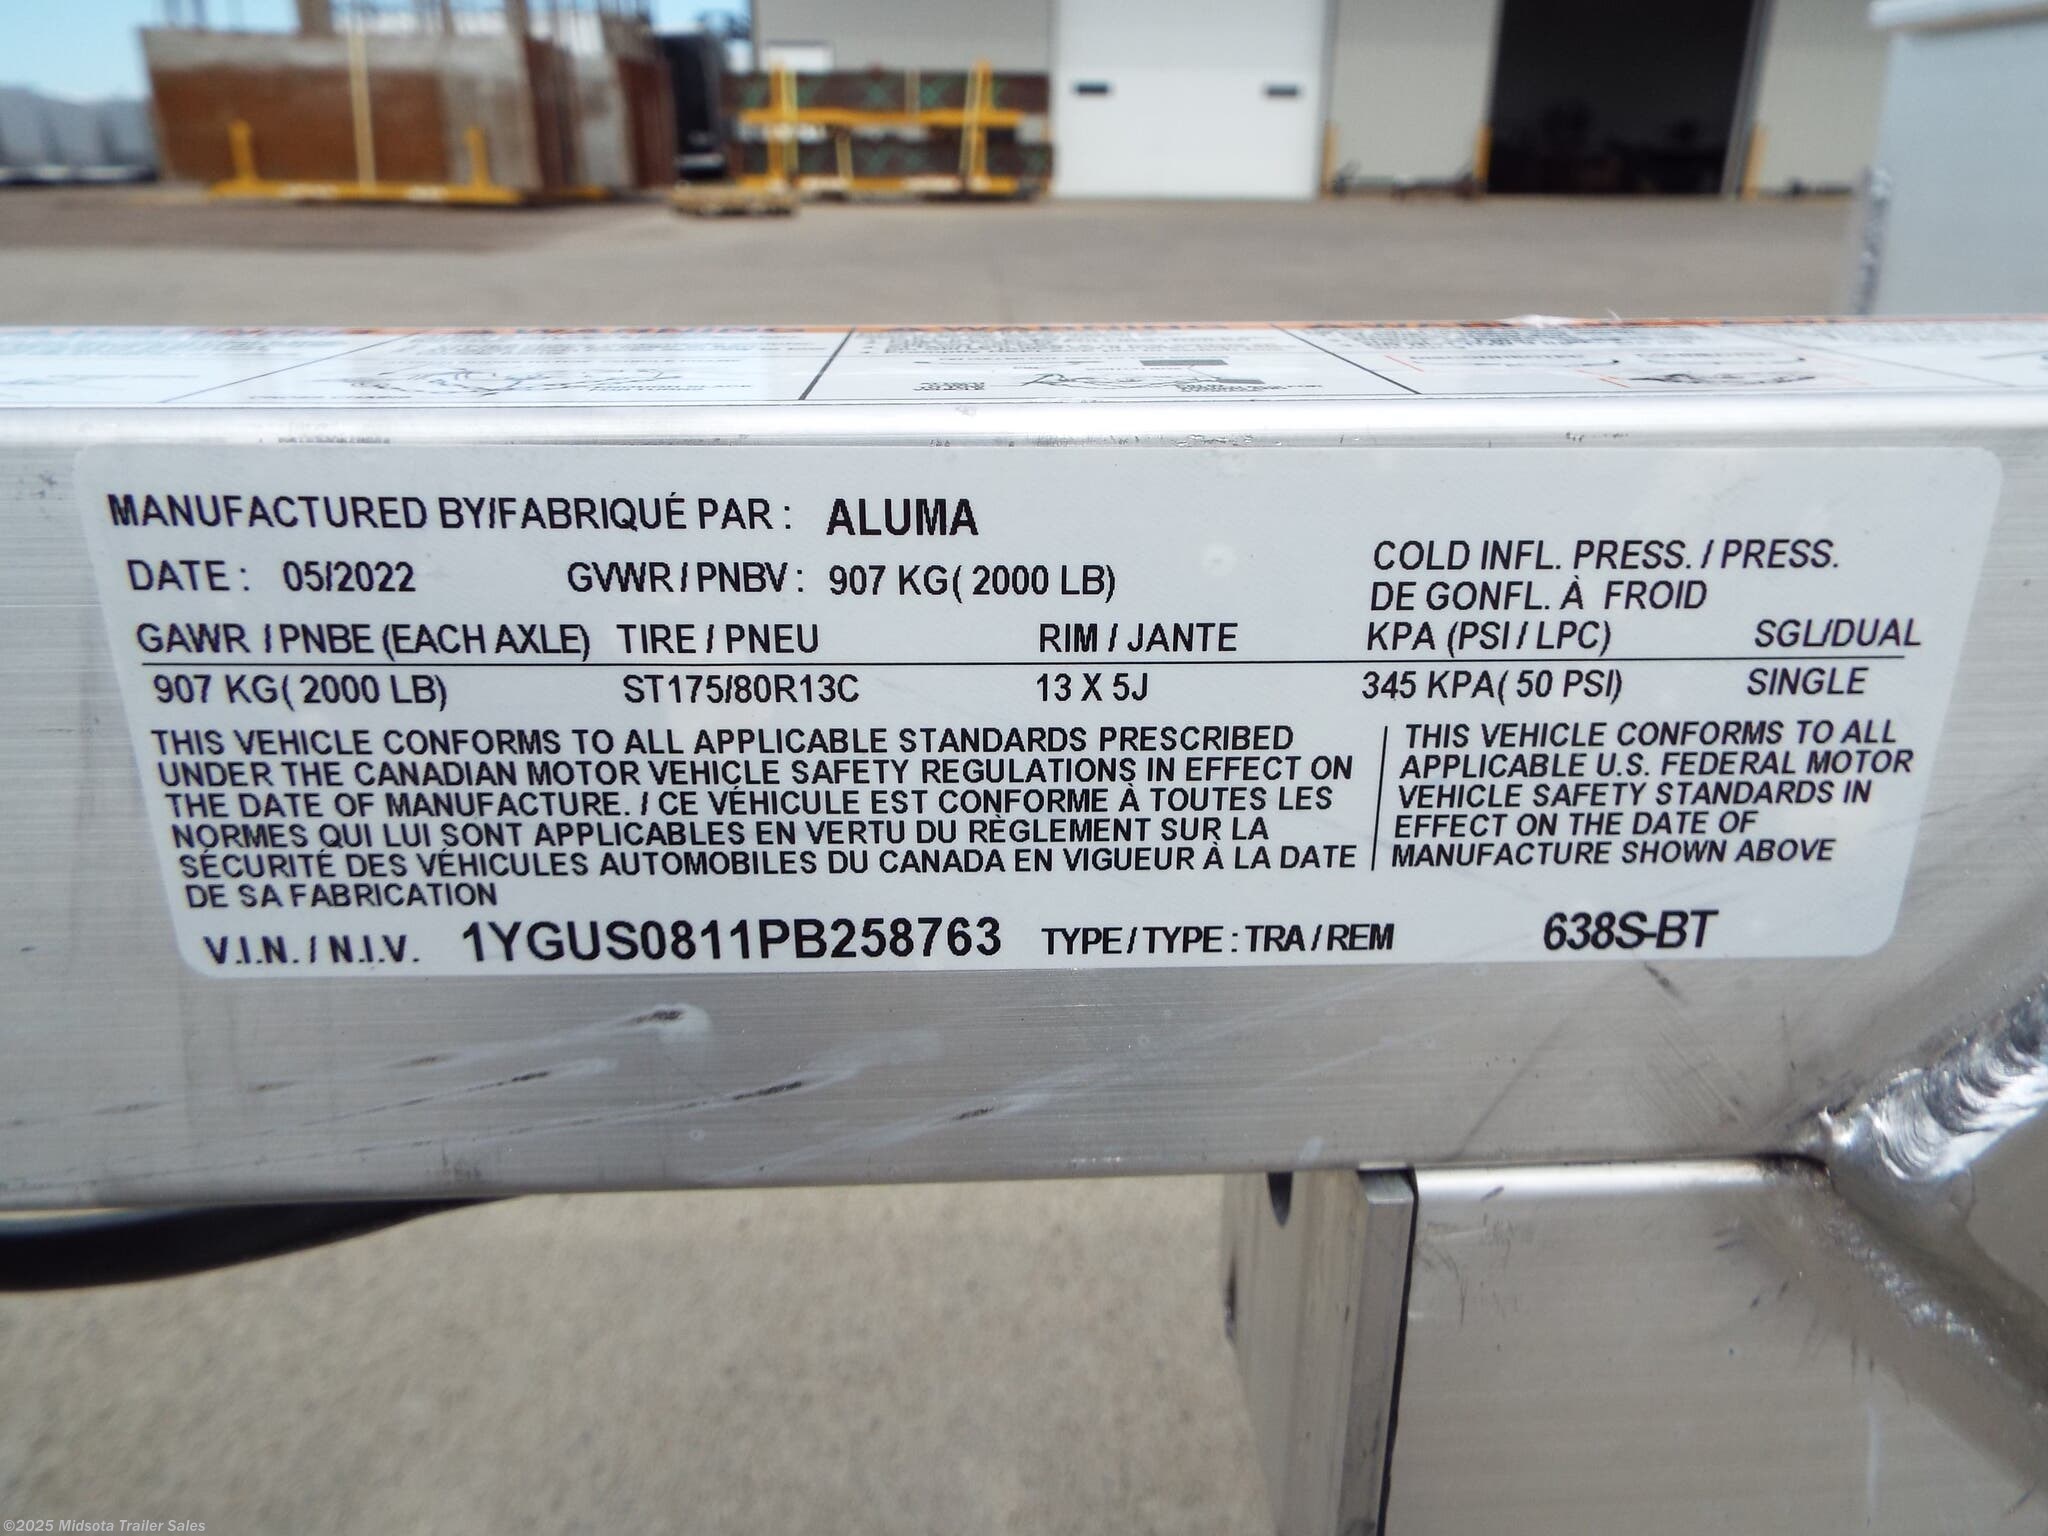 MANUFACTURED BY/FABRIQUÉ PAR : ALUMA
DATE : 05/2022 GVWR / PNBV : 907 KG( 2000 LB)
COLD INFL. PRESS. / PRESS.
DE GONFL. À FROID
GAWR / PNBE (EACH AXLE) TIRE / PNEU RIM / JANTE KPA (PSI / LPC) SGL/DUAL
907 KG( 2000 LB) ST175/80R13C 13 X 5J 345 KPA( 50 PSI) SINGLE
THIS VEHICLE CONFORMS TO ALL APPLICABLE STANDARDS PRESCRIBED
UNDER THE CANADIAN MOTOR VEHICLE SAFETY REGULATIONS IN EFFECT ON
THE DATE OF MANUFACTURE. / CE VÉHICULE EST CONFORME À TOUTES LES
NORMES QUI LUI SONT APPLICABLES EN VERTU DU RÈGLEMENT SUR LA
SÉCURITÉ DES VÉHICULES AUTOMOBILES DU CANADA EN VIGUEUR À LA DATE
DE SA FABRICATION
THIS VEHICLE CONFORMS TO ALL
APPLICABLE U.S. FEDERAL MOTOR
VEHICLE SAFETY STANDARDS IN
EFFECT ON THE DATE OF
MANUFACTURE SHOWN ABOVE
V.I.N. / N.I.V. 1YGUS0811PB258763 TYPE / TYPE : TRA / REM 638S-BT
©2025 Midsota Trailer Sales